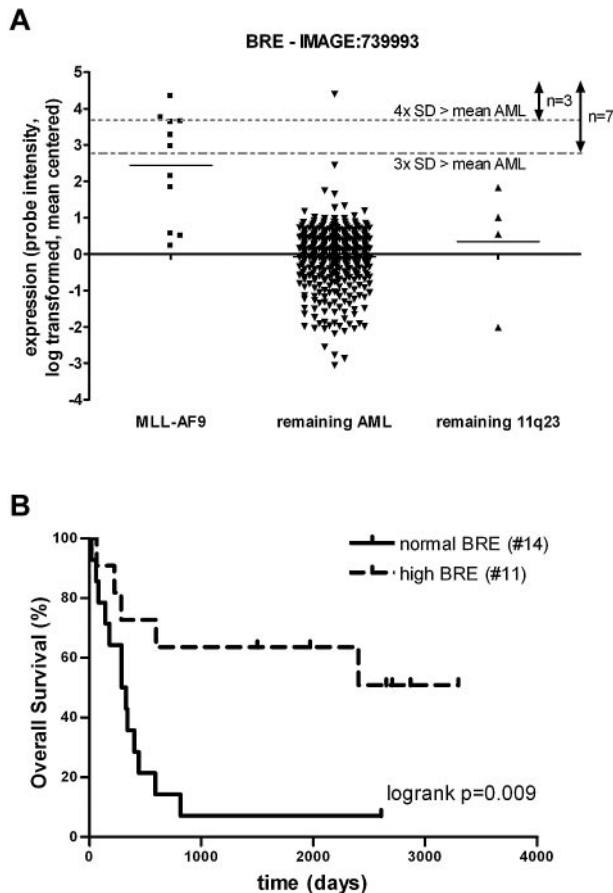 A
BRE - IMAGE:739993
expression (probe intensity,
log transformed, mean centered)
5
4
3
2
1
0
-1
-2
-3
-4
4x SD > mean AML
3x SD > mean AML
n=3
n=7
MLL-AF9
remaining AML
remaining 11q23
B
Overall Survival (%)
100
80
60
40
20
0
normal BRE (#14)
high BRE (#11)
logrank p=0.009
0
1000
2000
3000
4000
time (days)